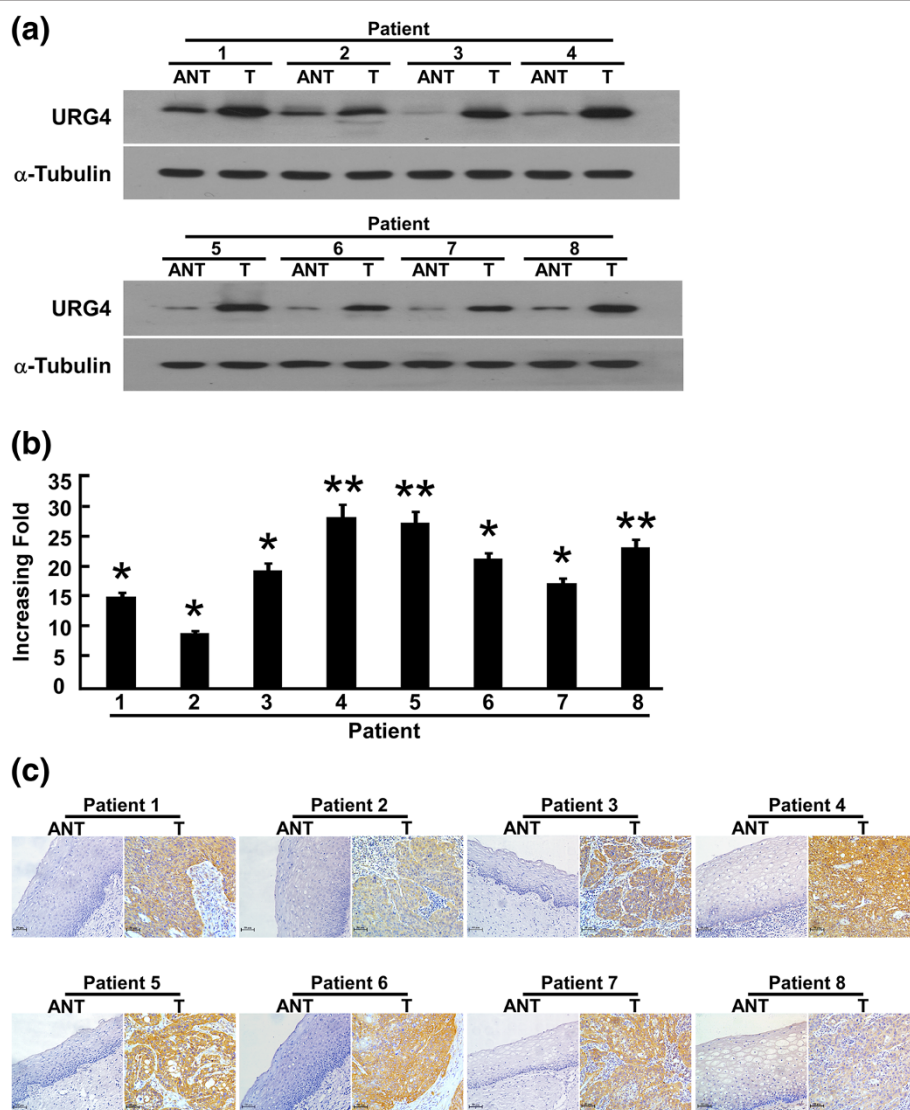 (a)
Patient
1 2 3 4
ANT T ANT T ANT T ANT T
URG4
α-Tubulin
Patient
5 6 7 8
ANT T ANT T ANT T ANT T
URG4
α-Tubulin
(b)
Increasing Fold
35
30
25
20
15
10
5
0
* * * ** ** * * **
1 2 3 4 5 6 7 8
Patient
(c)
Patient 1 Patient 2 Patient 3 Patient 4
ANT T ANT T ANT T ANT T
Patient 5 Patient 6 Patient 7 Patient 8
ANT T ANT T ANT T ANT T